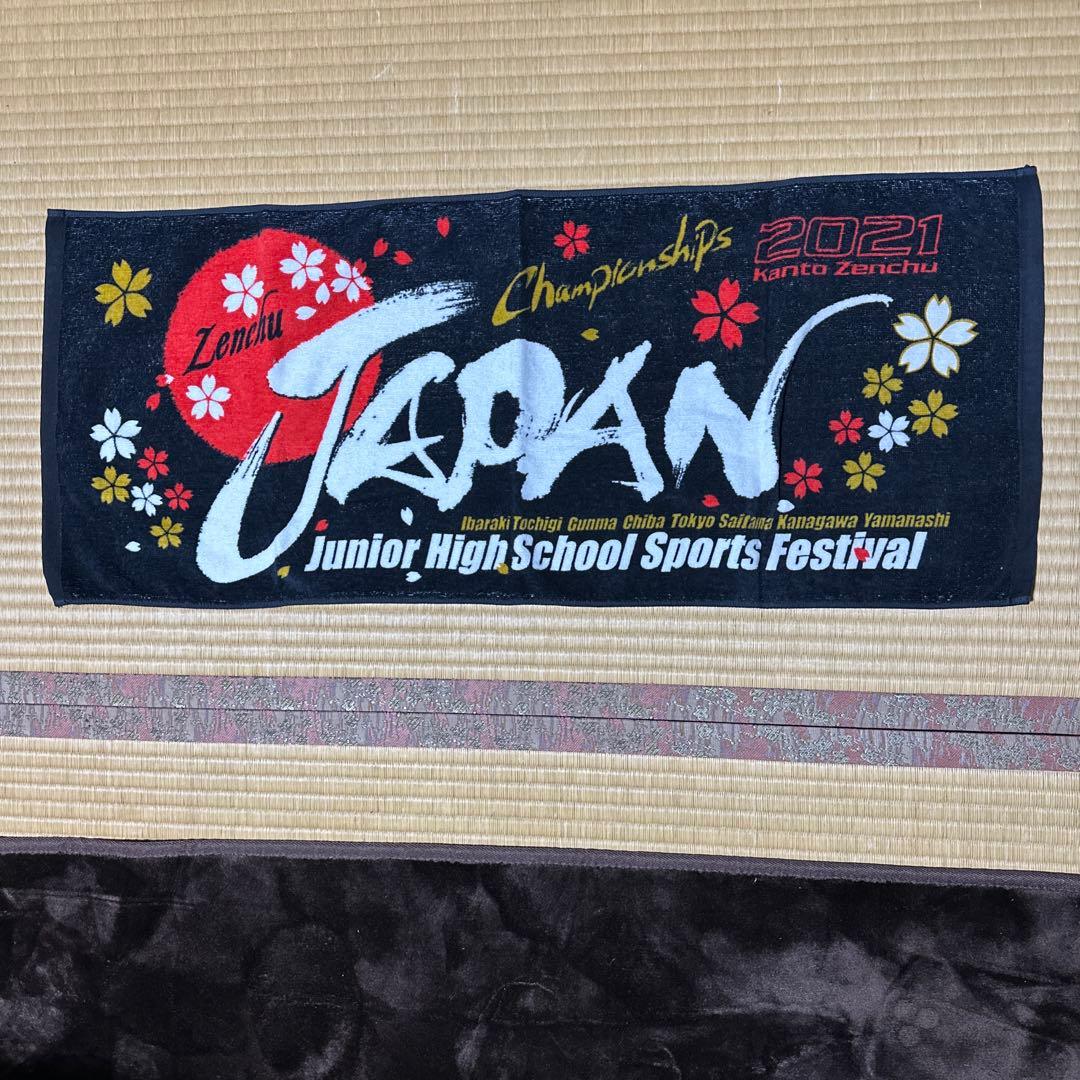 Championships
2021
Kanto Zenchu
Zenchu
JAPAN
Ibaraki Tochigi Gunma Chiba Tokyo Saitama Kanagawa Yamanashi
Junior High School Sports Festival